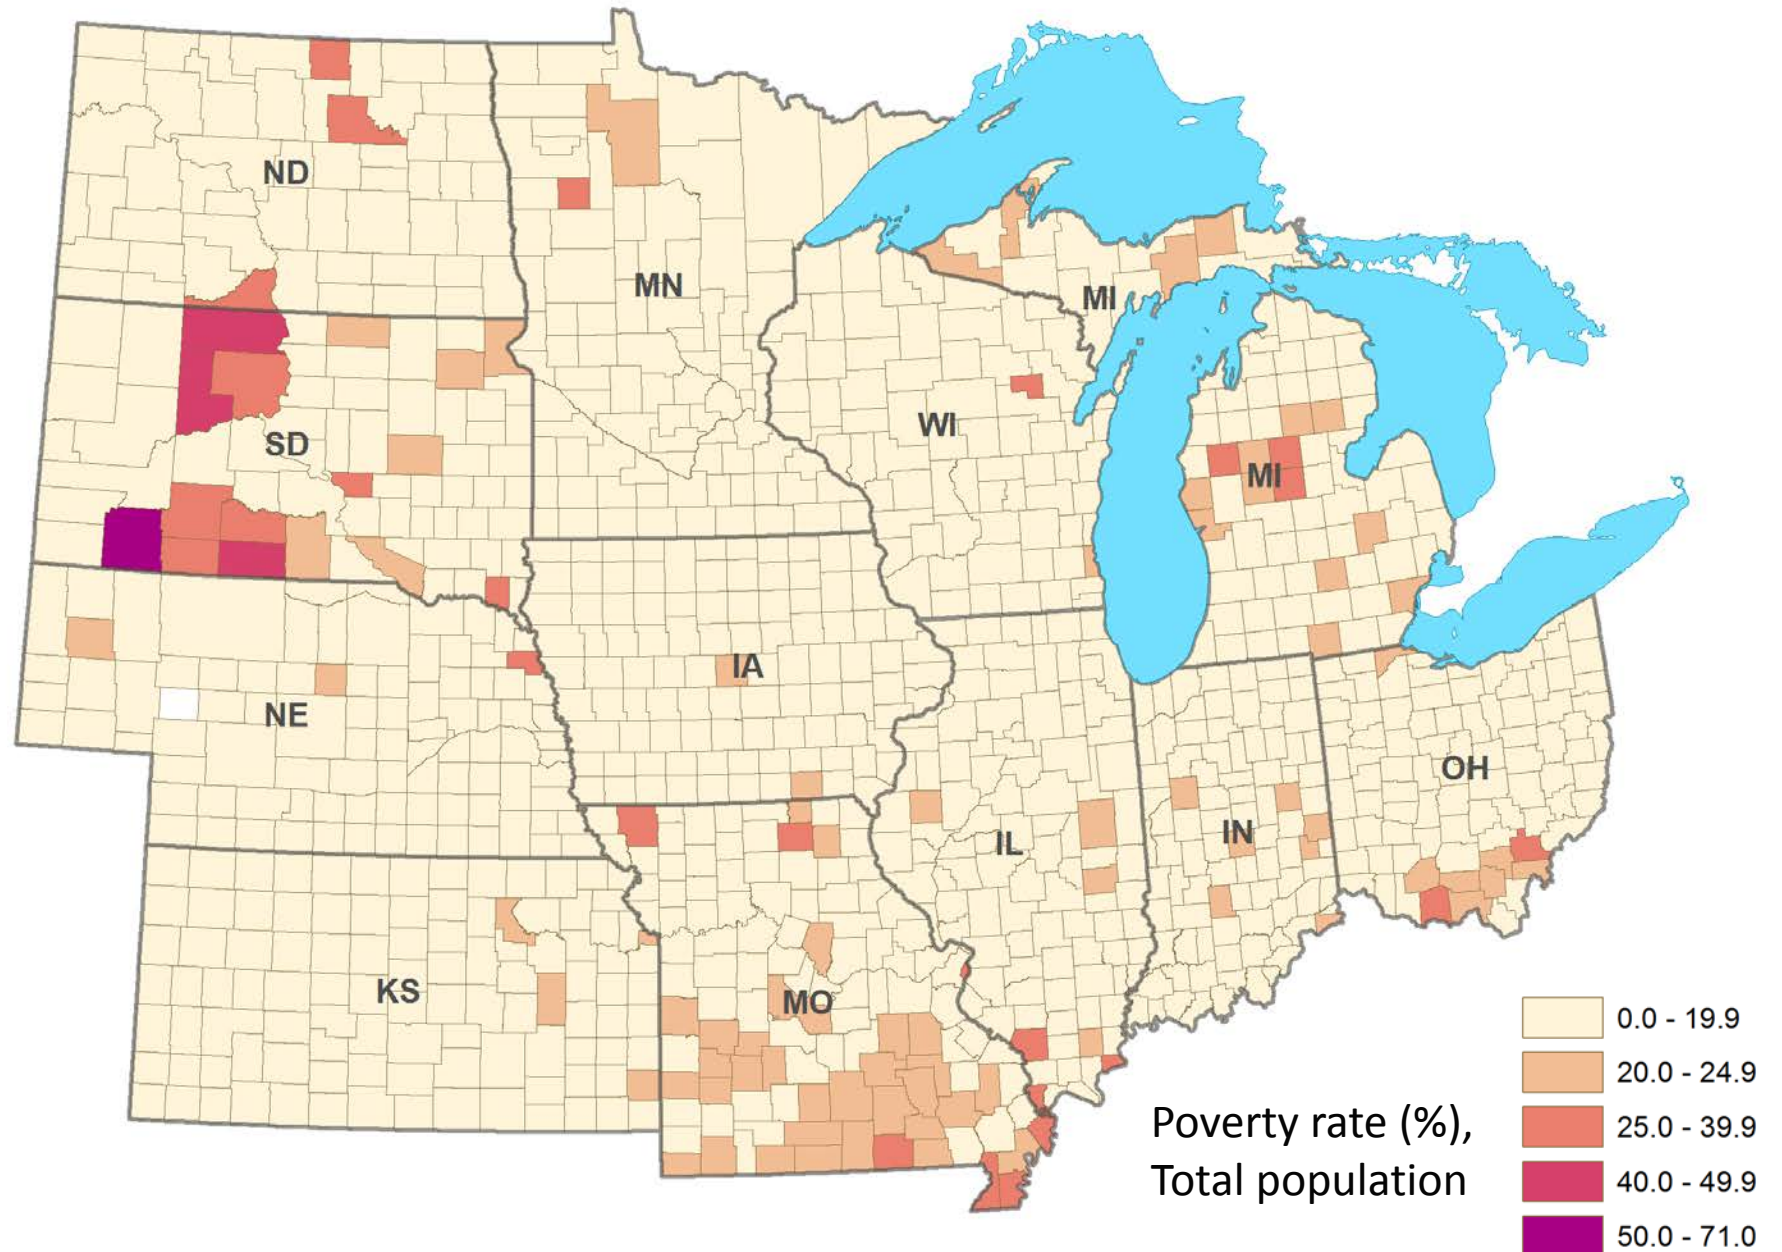 ND
MN
MI
SD
WI
MI
IA
NE
OH
IL
IN
KS
MO
Poverty rate (%),
Total population
0.0 - 19.9
20.0 - 24.9
25.0 - 39.9
40.0 - 49.9
50.0 - 71.0